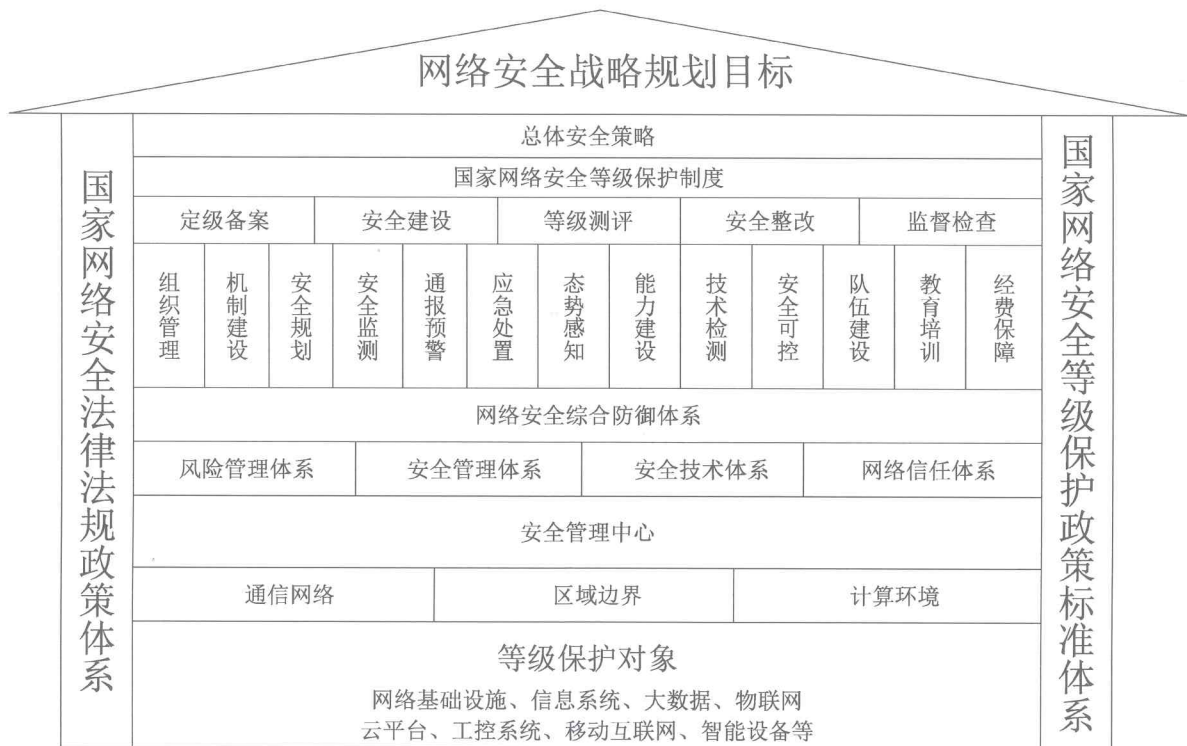 网络安全战略规划目标
国家网络安全法律法规政策体系
总体安全策略
国家网络安全等级保护制度
定级备案
安全建设
等级测评
安全整改
监督检查
组织管理
机制建设
安全规划
安全监测
通报预警
应急处置
态势感知
能力建设
技术检测
安全可控
队伍建设
教育培训
经费保障
网络安全综合防御体系
风险管理体系
安全管理体系
安全技术体系
网络信任体系
安全管理中心
通信网络
区域边界
计算环境
等级保护对象
网络基础设施、信息系统、大数据、物联网
云平台、工控系统、移动互联网、智能设备等
国家网络安全等级保护政策标准体系